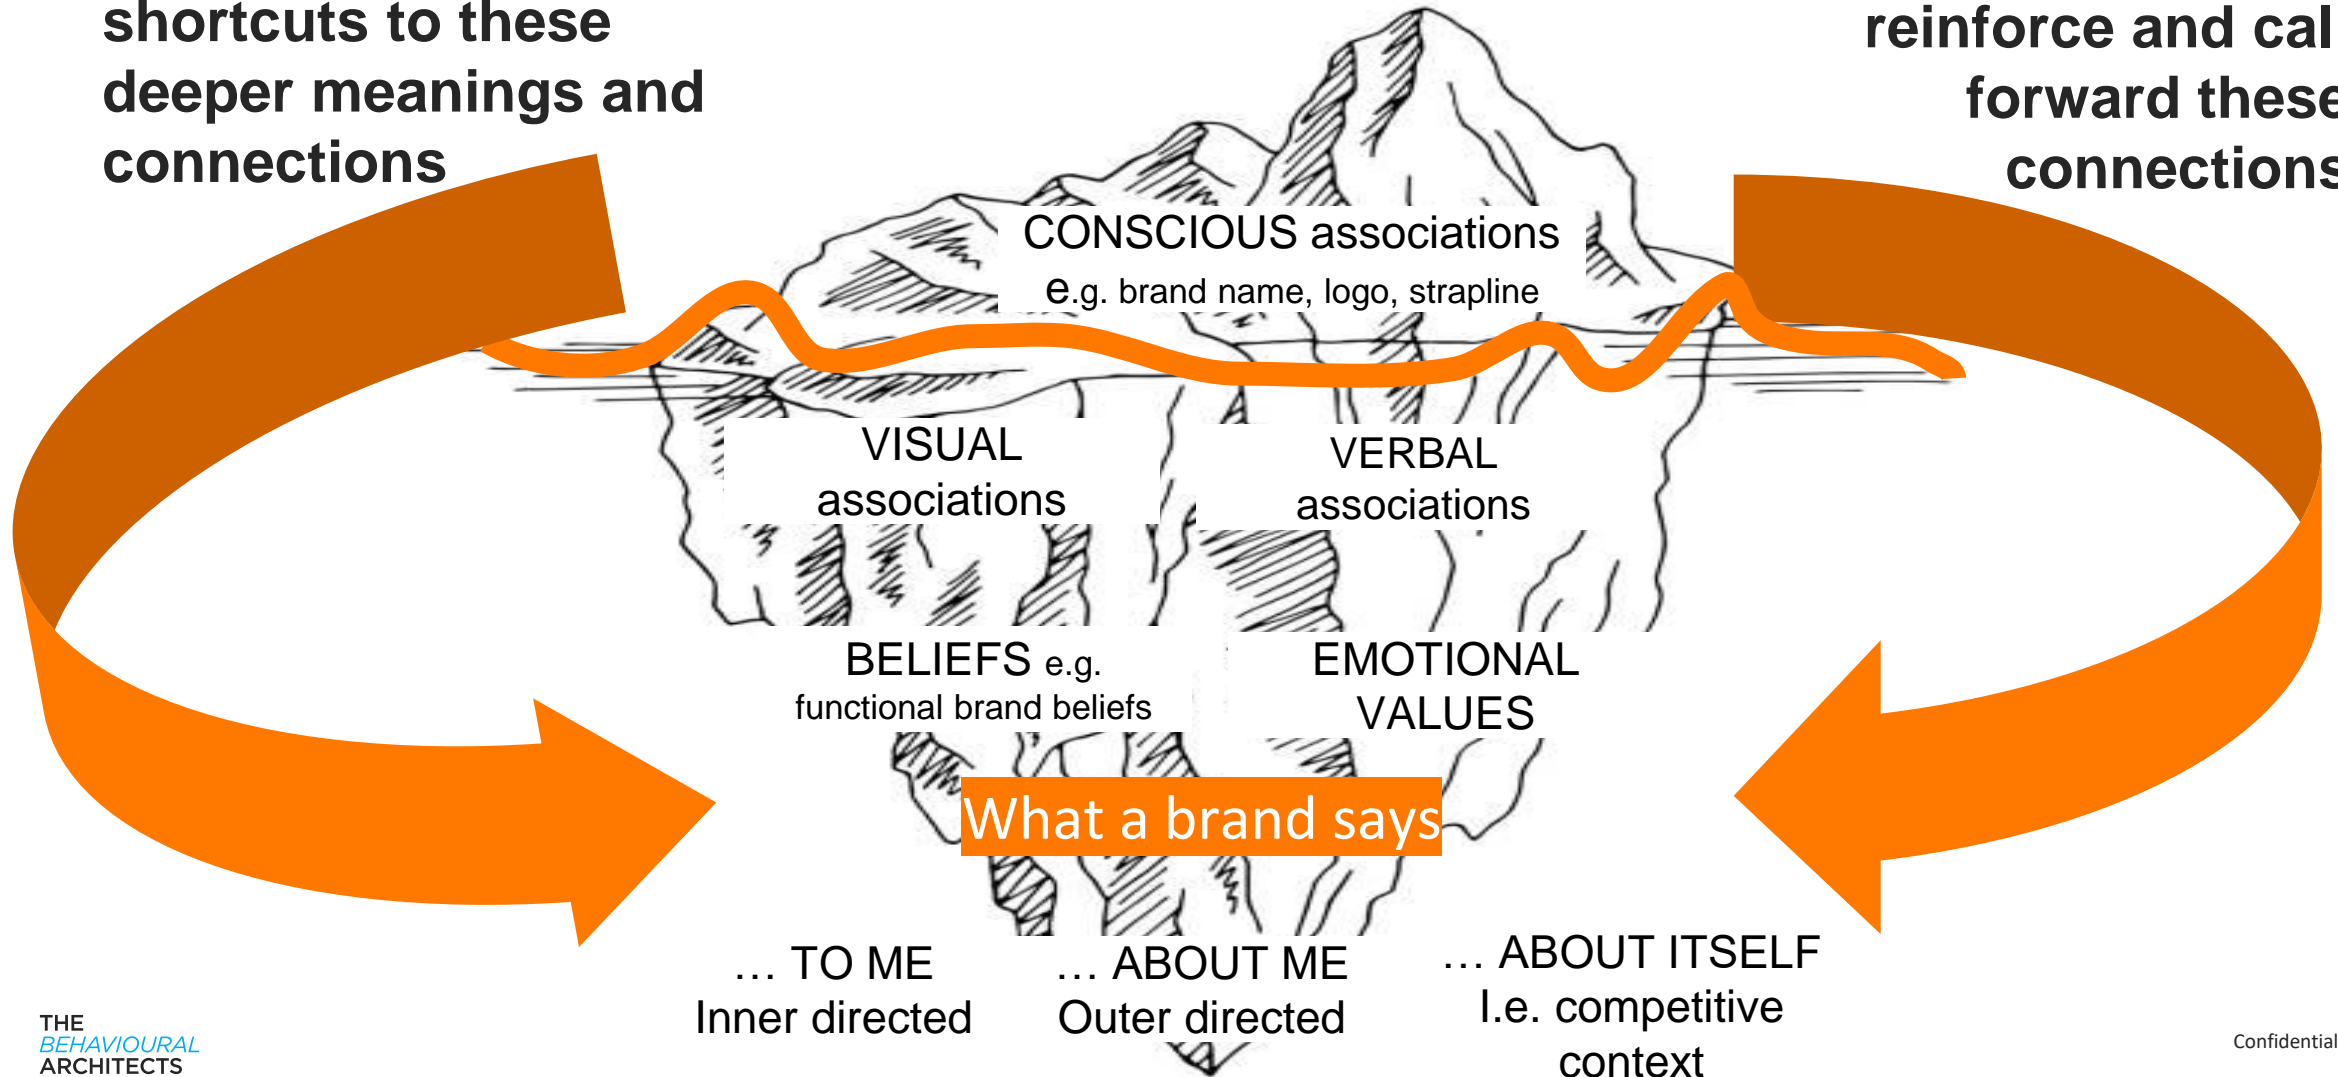 shortcuts to these
deeper meanings and
connections
reinforce and cal
forward these
connections
CONSCIOUS associations
e.g. brand name, logo, strapline
VISUAL
associations
VERBAL
associations
BELIEFS e.g.
functional brand beliefs
EMOTIONAL
VALUES
What a brand says
… TO ME
Inner directed
… ABOUT ME
Outer directed
… ABOUT ITSELF
I.e. competitive
context
THE
BEHAVIOURAL
ARCHITECTS
Confidential